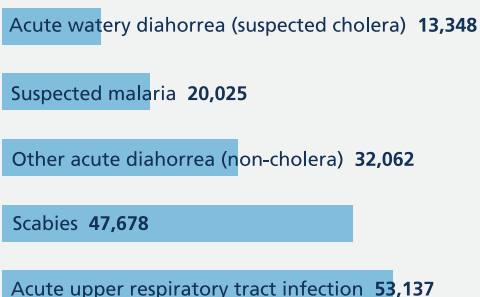 Acute watery diahorrea (suspected cholera) 13,348
Suspected malaria 20,025
Other acute diahorrea (non-cholera) 32,062
Scabies 47,678
Acute upper respiratory tract infection 53,137